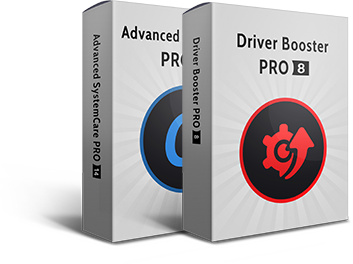 Advanced SystemCare PRO 14
Advanced
PRO
Driver Booster PRO 8
Driver Booster
PRO 8